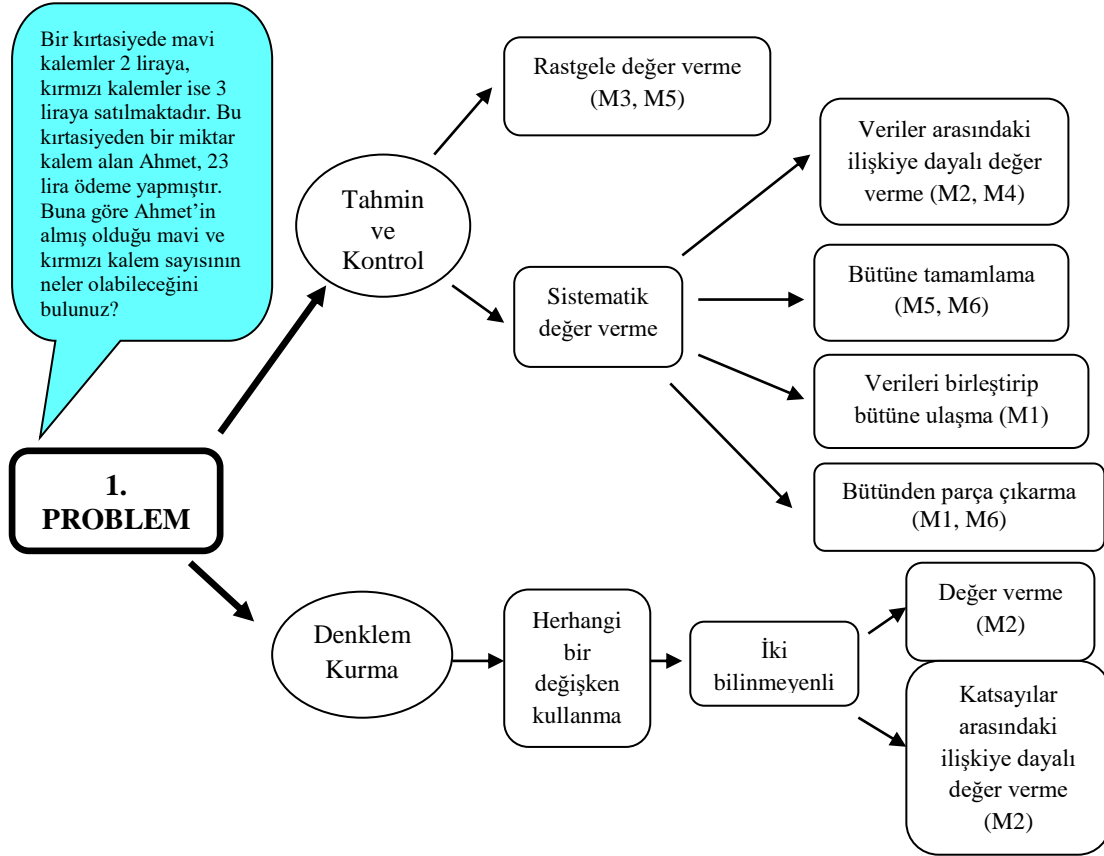 Bir kırtasiyede mavi
kalemler 2 liraya,
kırmızı kalemler ise 3
liraya satılmaktadır. Bu
kırtasiyeden bir miktar
kalem alan Ahmet, 23
lira ödeme yapmıştır.
Buna göre Ahmet’in
almış olduğu mavi ve
kırmızı kalem sayısının
neler olabileceğini
bulunuz?
1.
PROBLEM
Tahmin
ve
Kontrol
Rastgele değer verme
(M3, M5)
Sistematik
değer verme
Veriler arasındaki
ilişkiye dayalı değer
verme (M2, M4)
Bütüne tamamlama
(M5, M6)
Verileri birleştirip
bütüne ulaşma (M1)
Bütünden parça çıkarma
(M1, M6)
Denklem
Kurma
Herhangi
bir
değişken
kullanma
İki
bilinmeyenli
Değer verme
(M2)
Katsayılar
arasındaki
ilişkiye dayalı
değer verme
(M2)